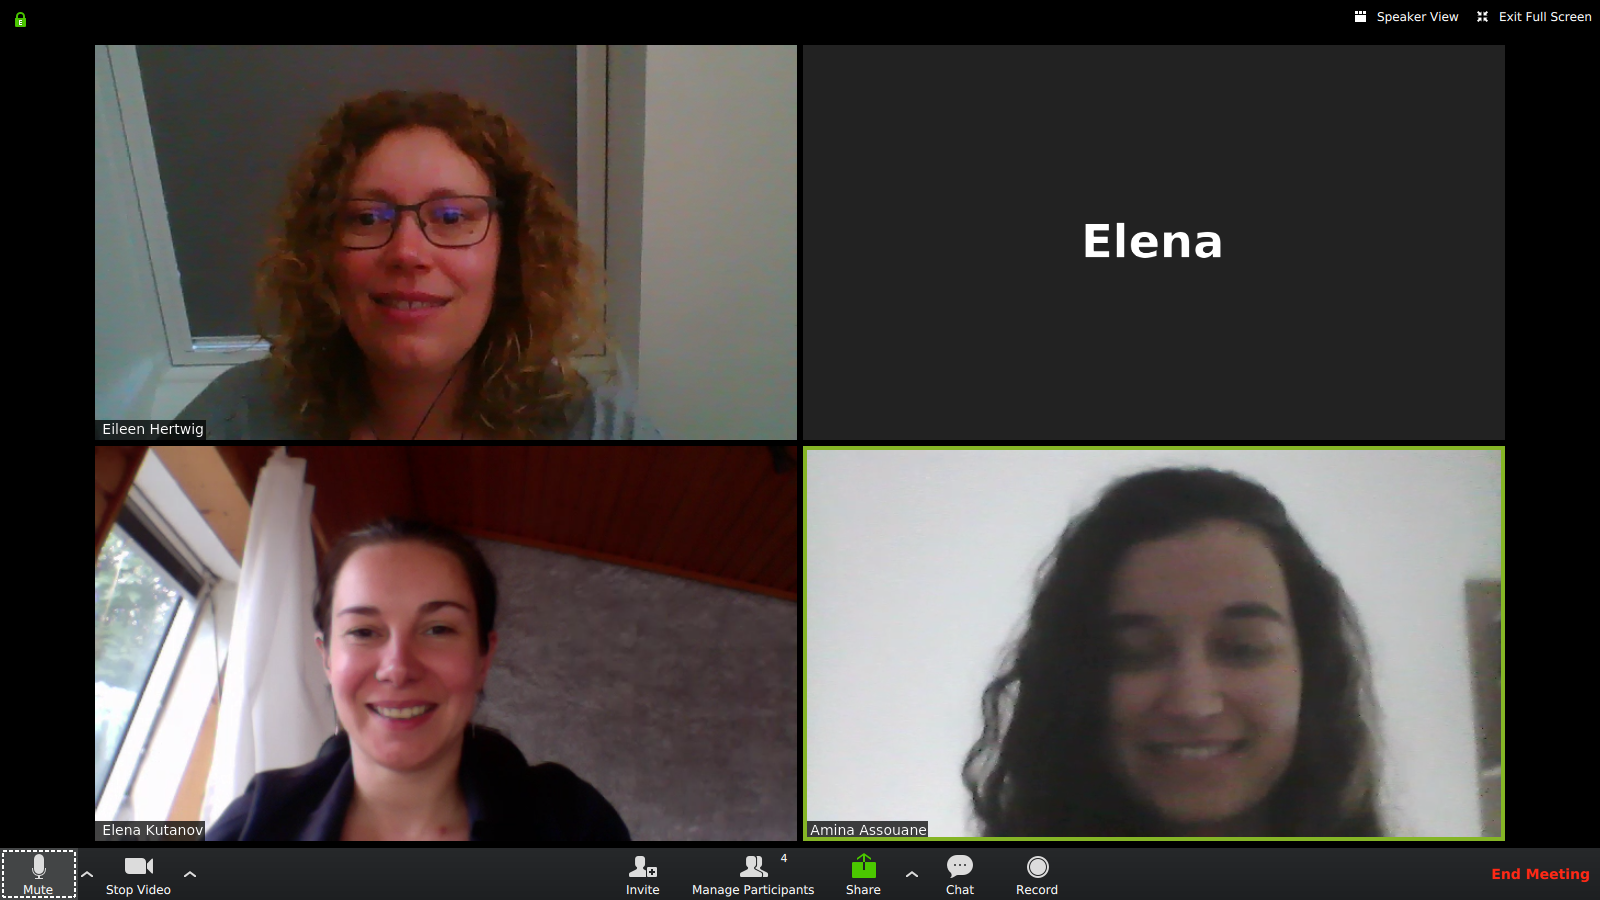 Speaker View
Exit Full Screen
Eileen Hertwig
Elena
Elena Kutanov
Amina Assouane
Mute
Stop Video
Invite
4
Manage Participants
Share
Chat
Record
End Meeting